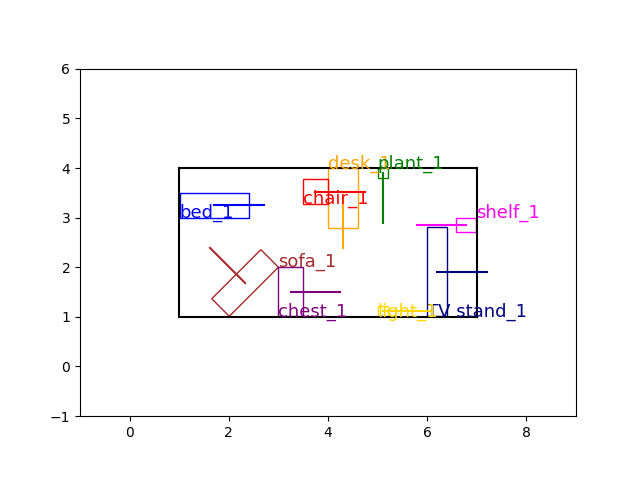 6
5
4
3
2
1
0
−1
desk_1
plant_1
chair_1
bed_1
shelf_1
sofa_1
chest_1
light_1
TV stand_1
0
2
4
6
8